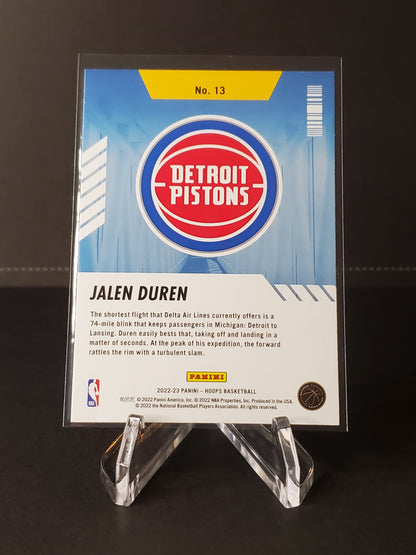 No. 13
DETROIT
PISTONS
JALEN DUREN
The shortest flight that Delta Air Lines currently offers is a
74-mile blink that keeps passengers in Michigan: Detroit to
Lansing. Duren easily bests that, taking off and landing in a
matter of seconds. At the peak of his expedition, the forward
rattles the rim with a turbulent slam.
PANINI
2022-23 PANINI – HOOPS BASKETBALL
© 2022 Panini America, Inc. © 2022 NBA Properties, Inc. Produced in the USA.
© 2022 the National Basketball Players Association. All rights reserved.
NBA